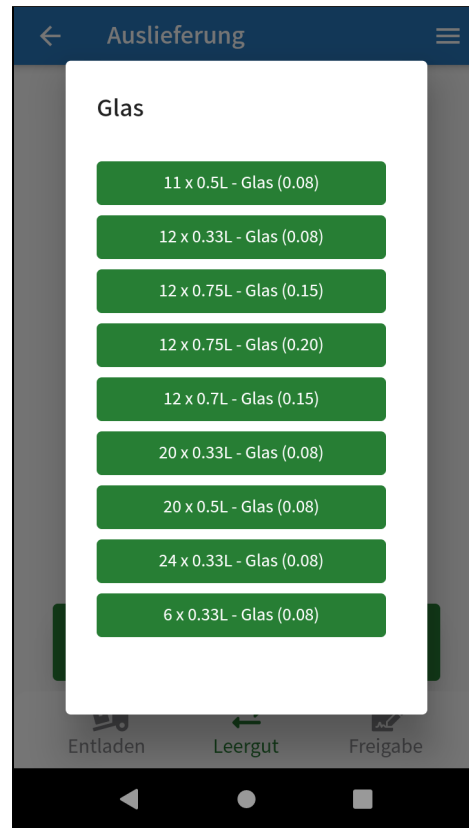 Auslieferung
Glas
11 x 0.5L - Glas (0.08)
12 x 0.33L - Glas (0.08)
12 x 0.75L - Glas (0.15)
12 x 0.75L - Glas (0.20)
12 x 0.7L - Glas (0.15)
20 x 0.33L - Glas (0.08)
20 x 0.5L - Glas (0.08)
24 x 0.33L - Glas (0.08)
6 x 0.33L - Glas (0.08)
Entladen Leergut Freigabe